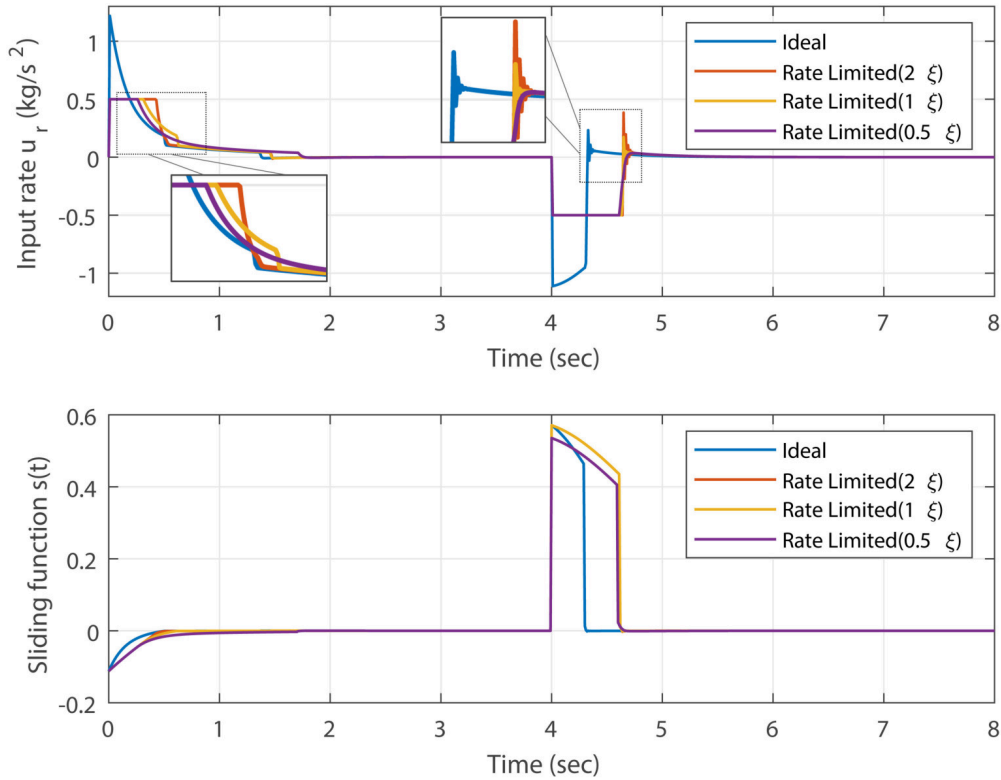 Input rate u r (kg/s 2)
1
0.5
0
-0.5
-1
Ideal
Rate Limited(2 ξ)
Rate Limited(1 ξ)
Rate Limited(0.5 ξ)
0 1 2 3 4 5 6 7 8
Time (sec)
Sliding function s(t)
0.6
0.4
0.2
0
-0.2
Ideal
Rate Limited(2 ξ)
Rate Limited(1 ξ)
Rate Limited(0.5 ξ)
0 1 2 3 4 5 6 7 8
Time (sec)